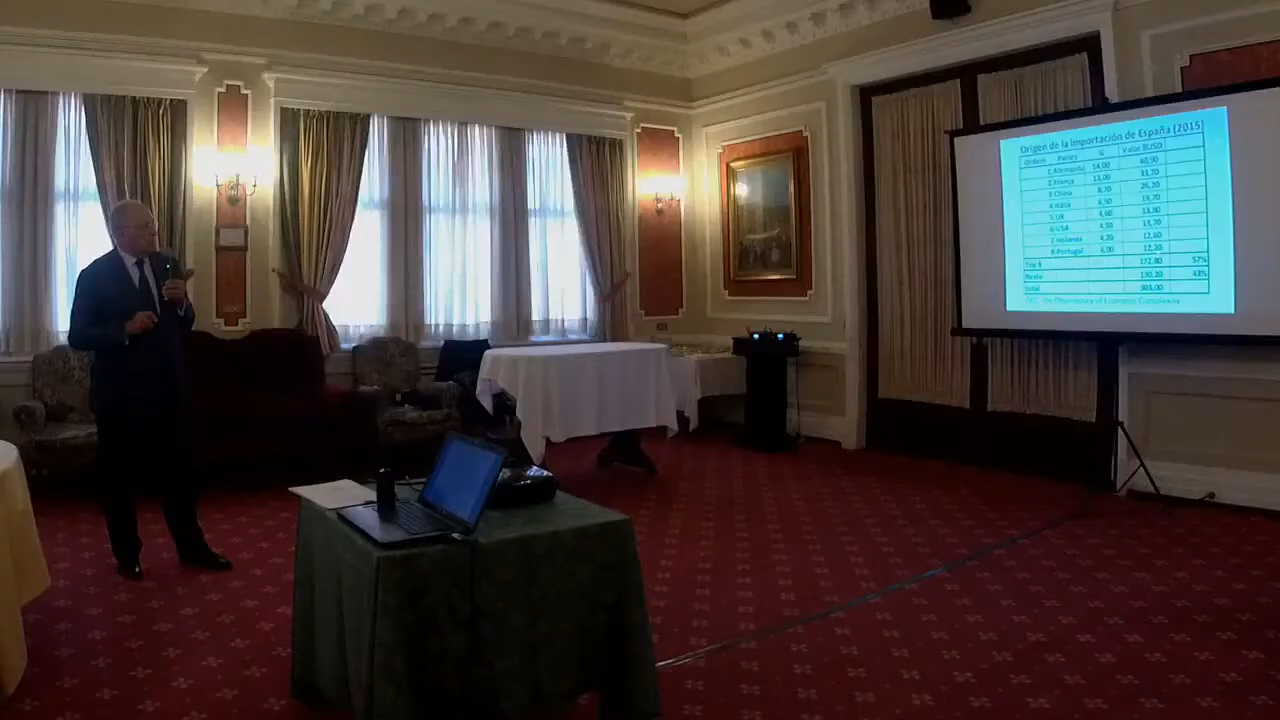 Origen de la Importación de España (2015)
Orden Países % Valor BUSD
1 Alemania 14,00 40,90
2 Francia 11,00 33,70
3 China 8,70 26,20
4 Italia 6,50 19,70
5 UK 4,60 13,80
6 USA 4,50 13,70
7 Holanda 4,20 12,60
8 Portugal 4,00 12,20
Top 8 172,80 57%
Resto 130,20 43%
total 303,00
OEC: The Observatory of Economic Complexity